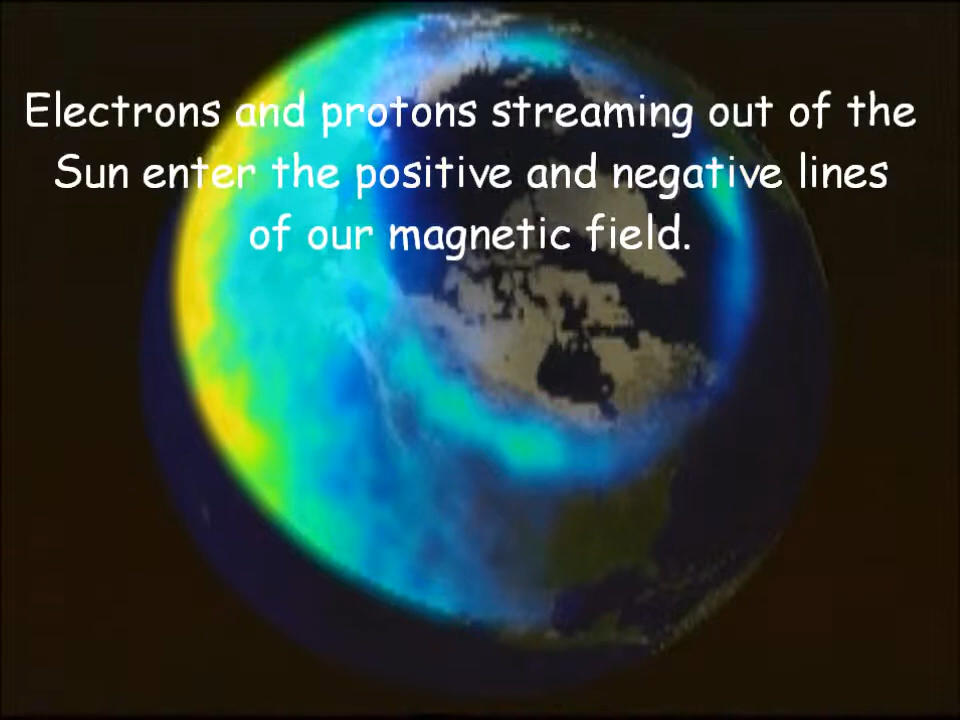 Electrons and protons streaming out of the
Sun enter the positive and negative lines
of our magnetic field.